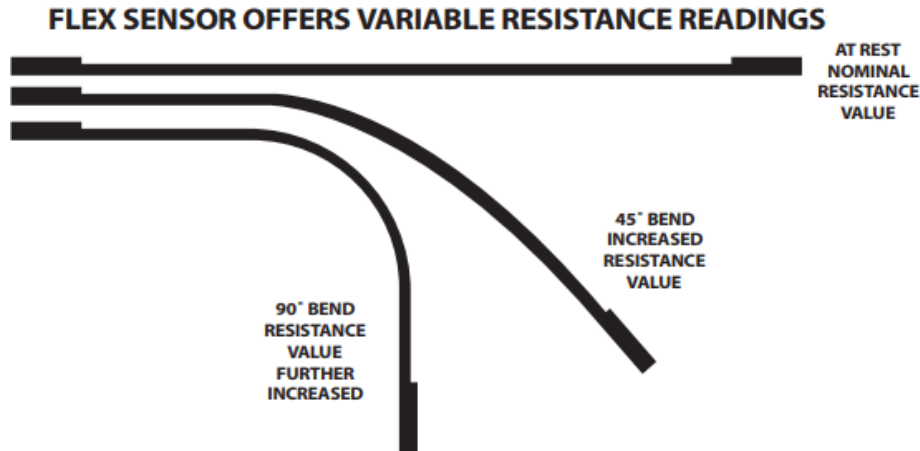 FLEX SENSOR OFFERS VARIABLE RESISTANCE READINGS
AT REST
NOMINAL
RESISTANCE
VALUE
45˚ BEND
INCREASED
RESISTANCE
VALUE
90˚ BEND
RESISTANCE
VALUE
FURTHER
INCREASED